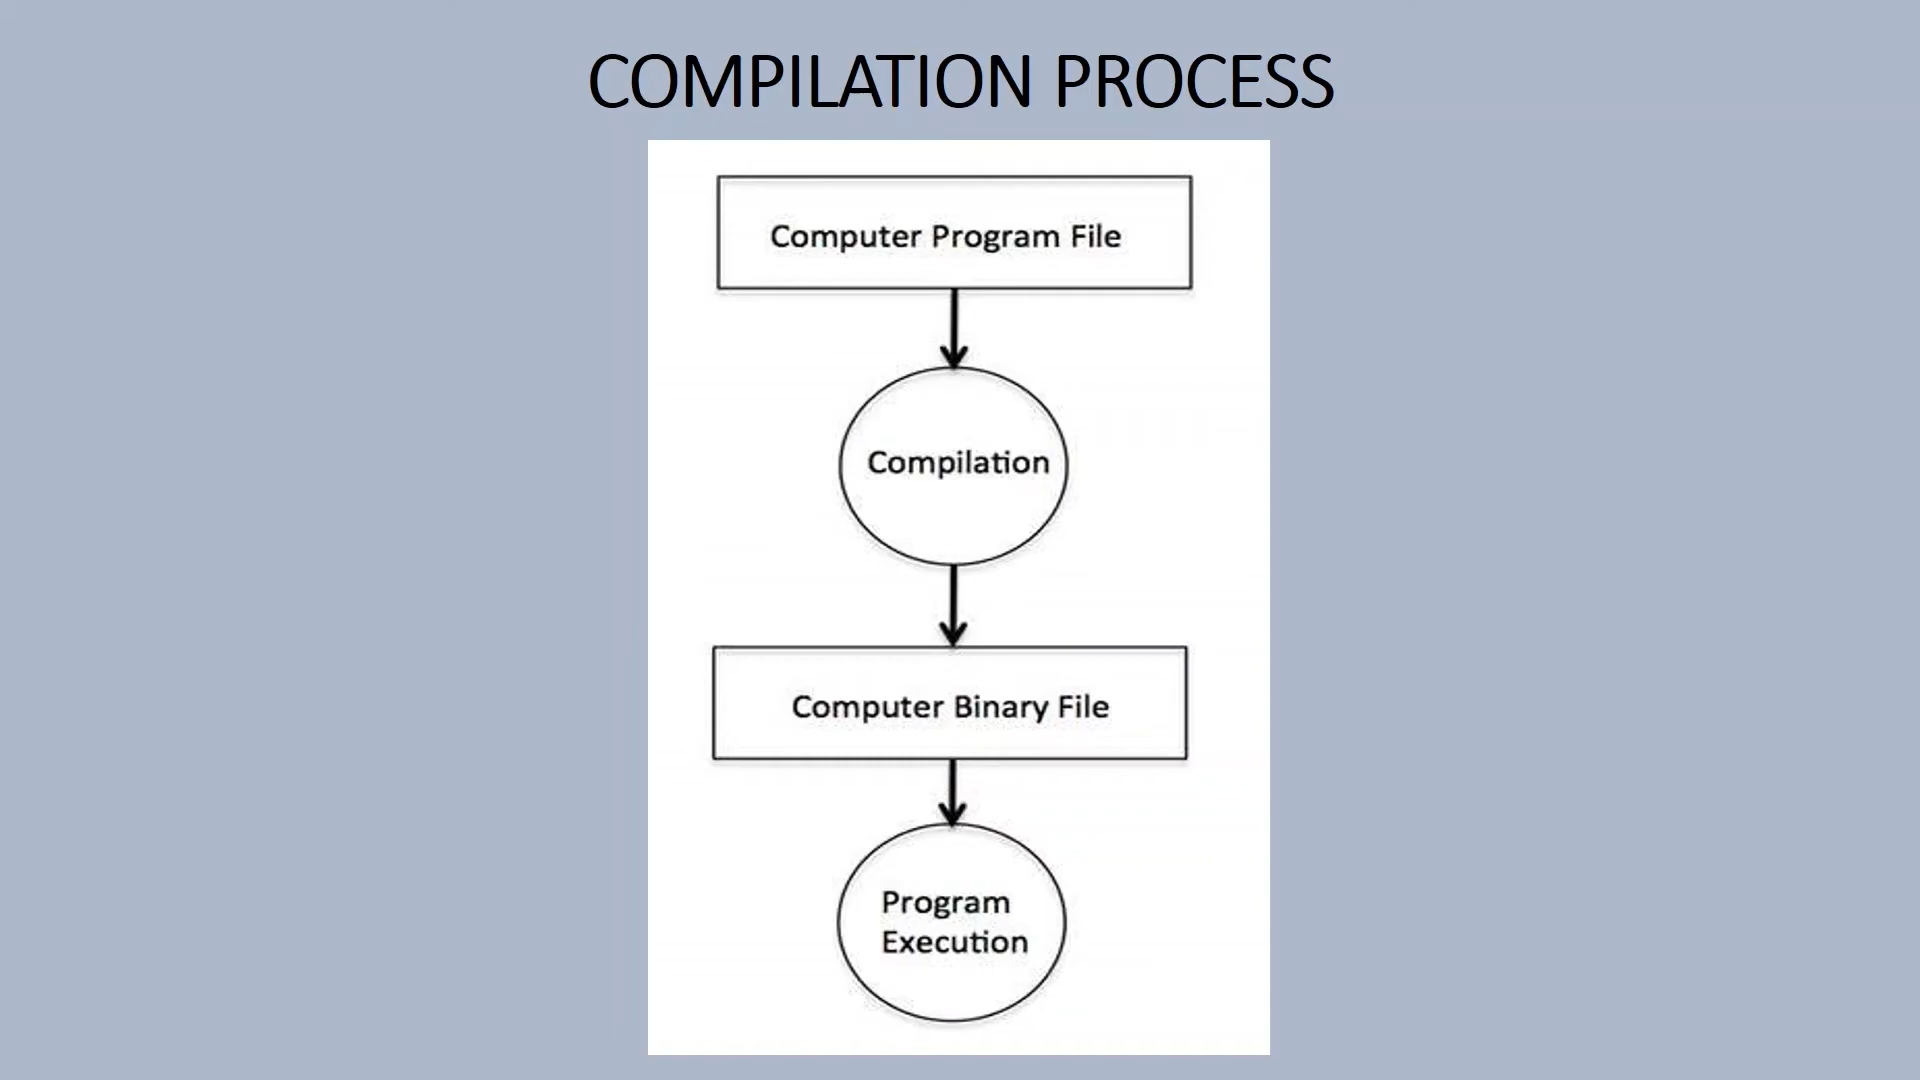 COMPILATION PROCESS
Computer Program File
Compilation
Computer Binary File
Program
Execution